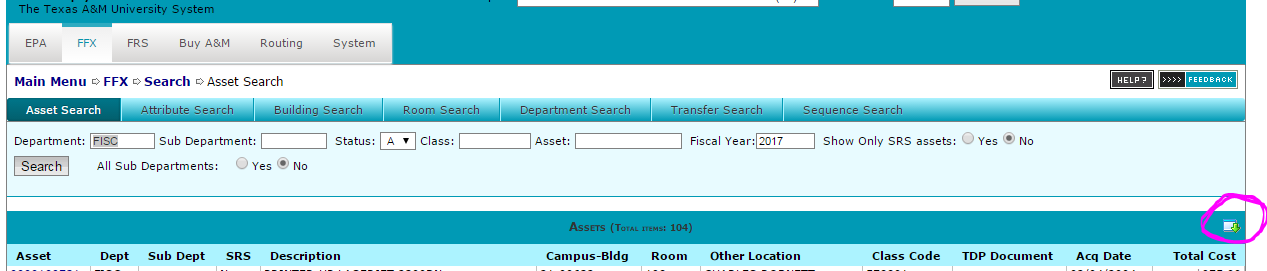 The Texas A&M University System
EPA FFX FRS Buy A&M Routing System
Main Menu ⇨ FFX ⇨ Search ⇨ Asset Search HELP? >>>> FEEDBACK
Asset Search Attribute Search Building Search Room Search Department Search Transfer Search Sequence Search
Department: FISC Sub Department: Status: A ▼ Class: Asset: Fiscal Year: 2017 Show Only SRS assets: Yes No
Search All Sub Departments: Yes No
Assets (Total items: 104)
Asset Dept Sub Dept SRS Description Campus-Bldg Room Other Location Class Code TDP Document Acq Date Total Cost